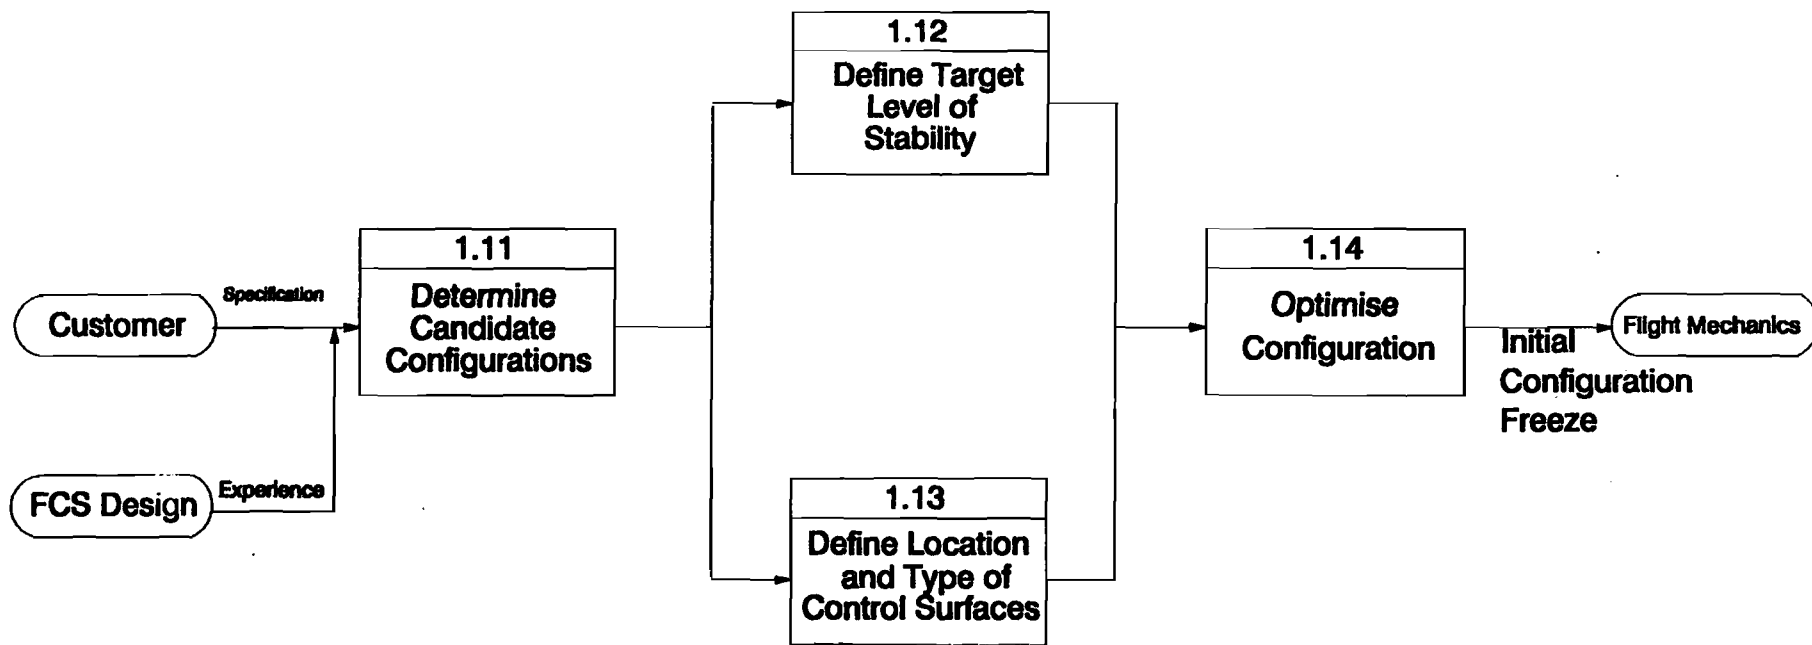 Customer
Specification
FCS Design
Experience
1.11
Determine
Candidate
Configurations
1.12
Define Target
Level of
Stability
1.13
Define Location
and Type of
Control Surfaces
1.14
Optimise
Configuration
Initial
Configuration
Freeze
Flight Mechanics